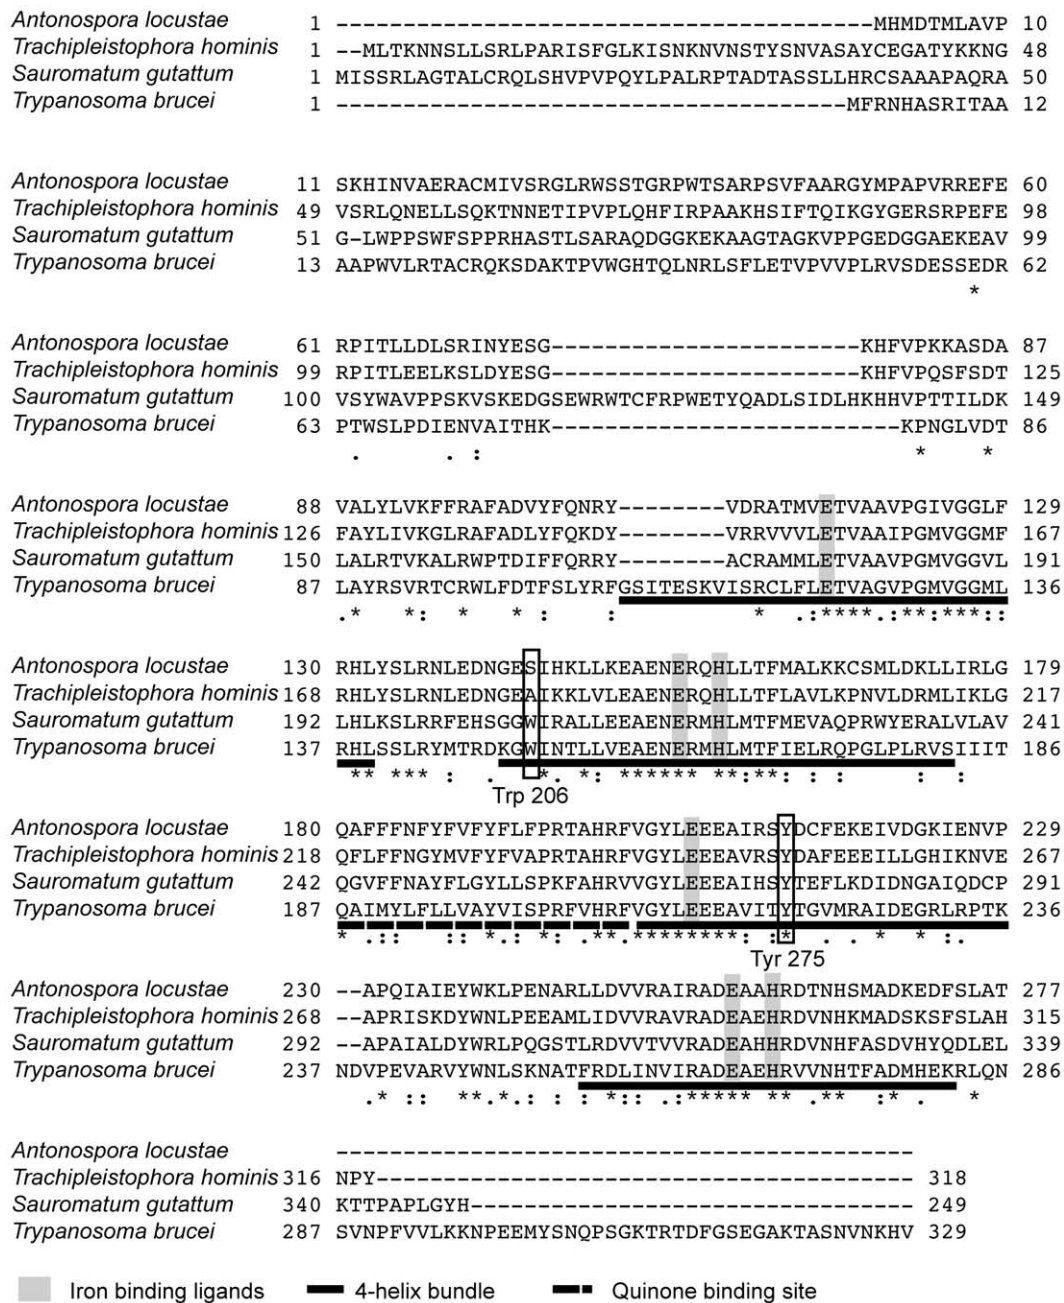 Antonospora locustae 1 ----------------------------------------MHMDTMLAVP 10
Trachipleistophora hominis 1 --MLTKNNSLLSRLPARISFGLKISNKNVNSTYSNVASAYCEGATYKKNG 48
Sauromatum gutattum 1 MISSRLAGTALCRQLSHVPVPQYLPALRPTADTASSLLHRCSAAAPAQRA 50
Trypanosoma brucei 1 --------------------------------------MFRNHASRITAA 12
Antonospora locustae 11 SKHINVAERACMIVSRGLRWSSTGRPWTSARPSVFAARGYMPAPVRREFE 60
Trachipleistophora hominis 49 VSRLQNELLSQKTNNETIPVPLQHFIRPAAKHSIFTQIKGYGERSRPEFE 98
Sauromatum gutattum 51 G-LWPPSWFSPPRHASTLSARAQDGGKEKAAGTAGKVPPGEDGGAEKEAV 99
Trypanosoma brucei 13 AAPWVLRTACRQKSDAKTPVWGHTQLNRLSFLETVPVVPLRVSDESSEDR 62
*
Antonospora locustae 61 RPITLLDLSRINYESG-----------------------KHFVPKKASDA 87
Trachipleistophora hominis 99 RPITLEELKSLDYESG-----------------------KHFVPQSFSDT 125
Sauromatum gutattum 100 VSYWAVPPSKVSKEDGSEWRWTCFRPWETYQADLSIDLHKHHVPTTILDK 149
Trypanosoma brucei 63 PTWSLPDIENVAITHK--------------------------KPNGLVDT 86
. . : * *
Antonospora locustae 88 VALYLVKFFRAFADVYFQNRY--------VDRATMVETVAAVPGIVGGLF 129
Trachipleistophora hominis 126 FAYLIVKGLRAFADLYFQKDY--------VRRVVVLETVAAIPGMVGGMF 167
Sauromatum gutattum 150 LALRTVKALRWPTDIFFQRRY--------ACRAMMLETVAAVPGMVGGVL 191
Trypanosoma brucei 87 LAYRSVRTCRWLFDTFSLYRFGSITESKVISRCLFLETVAGVPGMVGGML 136
.* *: * * : : * :****.:**:***::
Antonospora locustae 130 RHLYSLRNLEDNGESIHKLLKEAENERQHLLTFMALKKCSMLDKLLIRLG 179
Trachipleistophora hominis 168 RHLYSLRNLEDNGEAIKKLVLEAENERQHLLTFLAVLKPNVLDRMLIKLG 217
Sauromatum gutattum 192 LHLKSLRRFEHSGGWIRALLEEAENERMHLMTFMEVAQPRWYERALVLAV 241
Trypanosoma brucei 137 RHLSSLRYMTRDKGWINTLLVEAENERMHLMTFIELRQPGLPLRVSIIIT 186
** *** : . *. *: ****** **:**: : : : :
Trp 206
Antonospora locustae 180 QAFFFNFYFVFYFLFPRTAHRFVGYLEEEAIRSYDCFEKEIVDGKIENVP 229
Trachipleistophora hominis 218 QFLFFNGYMVFYFVAPRTAHRFVGYLEEEAVRSYDAFEEEILLGHIKNVE 267
Sauromatum gutattum 242 QGVFFNAYFLGYLLSPKFAHRVVGYLEEEAIHSYTEFLKDIDNGAIQDCP 291
Trypanosoma brucei 187 QAIMYLFLLVAYVISPRFVHRFVGYLEEEAVITYTGVMRAIDEGRLRPTK 236
* .:: :: *.: *: .**.********: :* . . * * :.
Tyr 275
Antonospora locustae 230 --APQIAIEYWKLPENARLLDVVRAIRADEAAHRDTNHSMADKEDFSLAT 277
Trachipleistophora hominis 268 --APRISKDYWNLPEEAMLIDVVRAVRADEAEHRDVNHKMADSKSFSLAH 315
Sauromatum gutattum 292 --APAIALDYWRLPQGSTLRDVVTVVRADEAHHRDVNHFASDVHYQDLEL 339
Trypanosoma brucei 237 NDVPEVARVYWNLSKNATFRDLINVIRADEAEHRVVNHTFADMHEKRLQN 286
.* :: **.*.: : : *:: .:***** ** .** :* . *
Antonospora locustae -------------------------------------------
Trachipleistophora hominis 316 NPY---------------------------------------- 318
Sauromatum gutattum 340 KTTPAPLGYH--------------------------------- 249
Trypanosoma brucei 287 SVNPFVVLKKNPEEMYSNQPSGKTRTDFGSEGAKTASNVNKHV 329
Iron binding ligands 4-helix bundle Quinone binding site